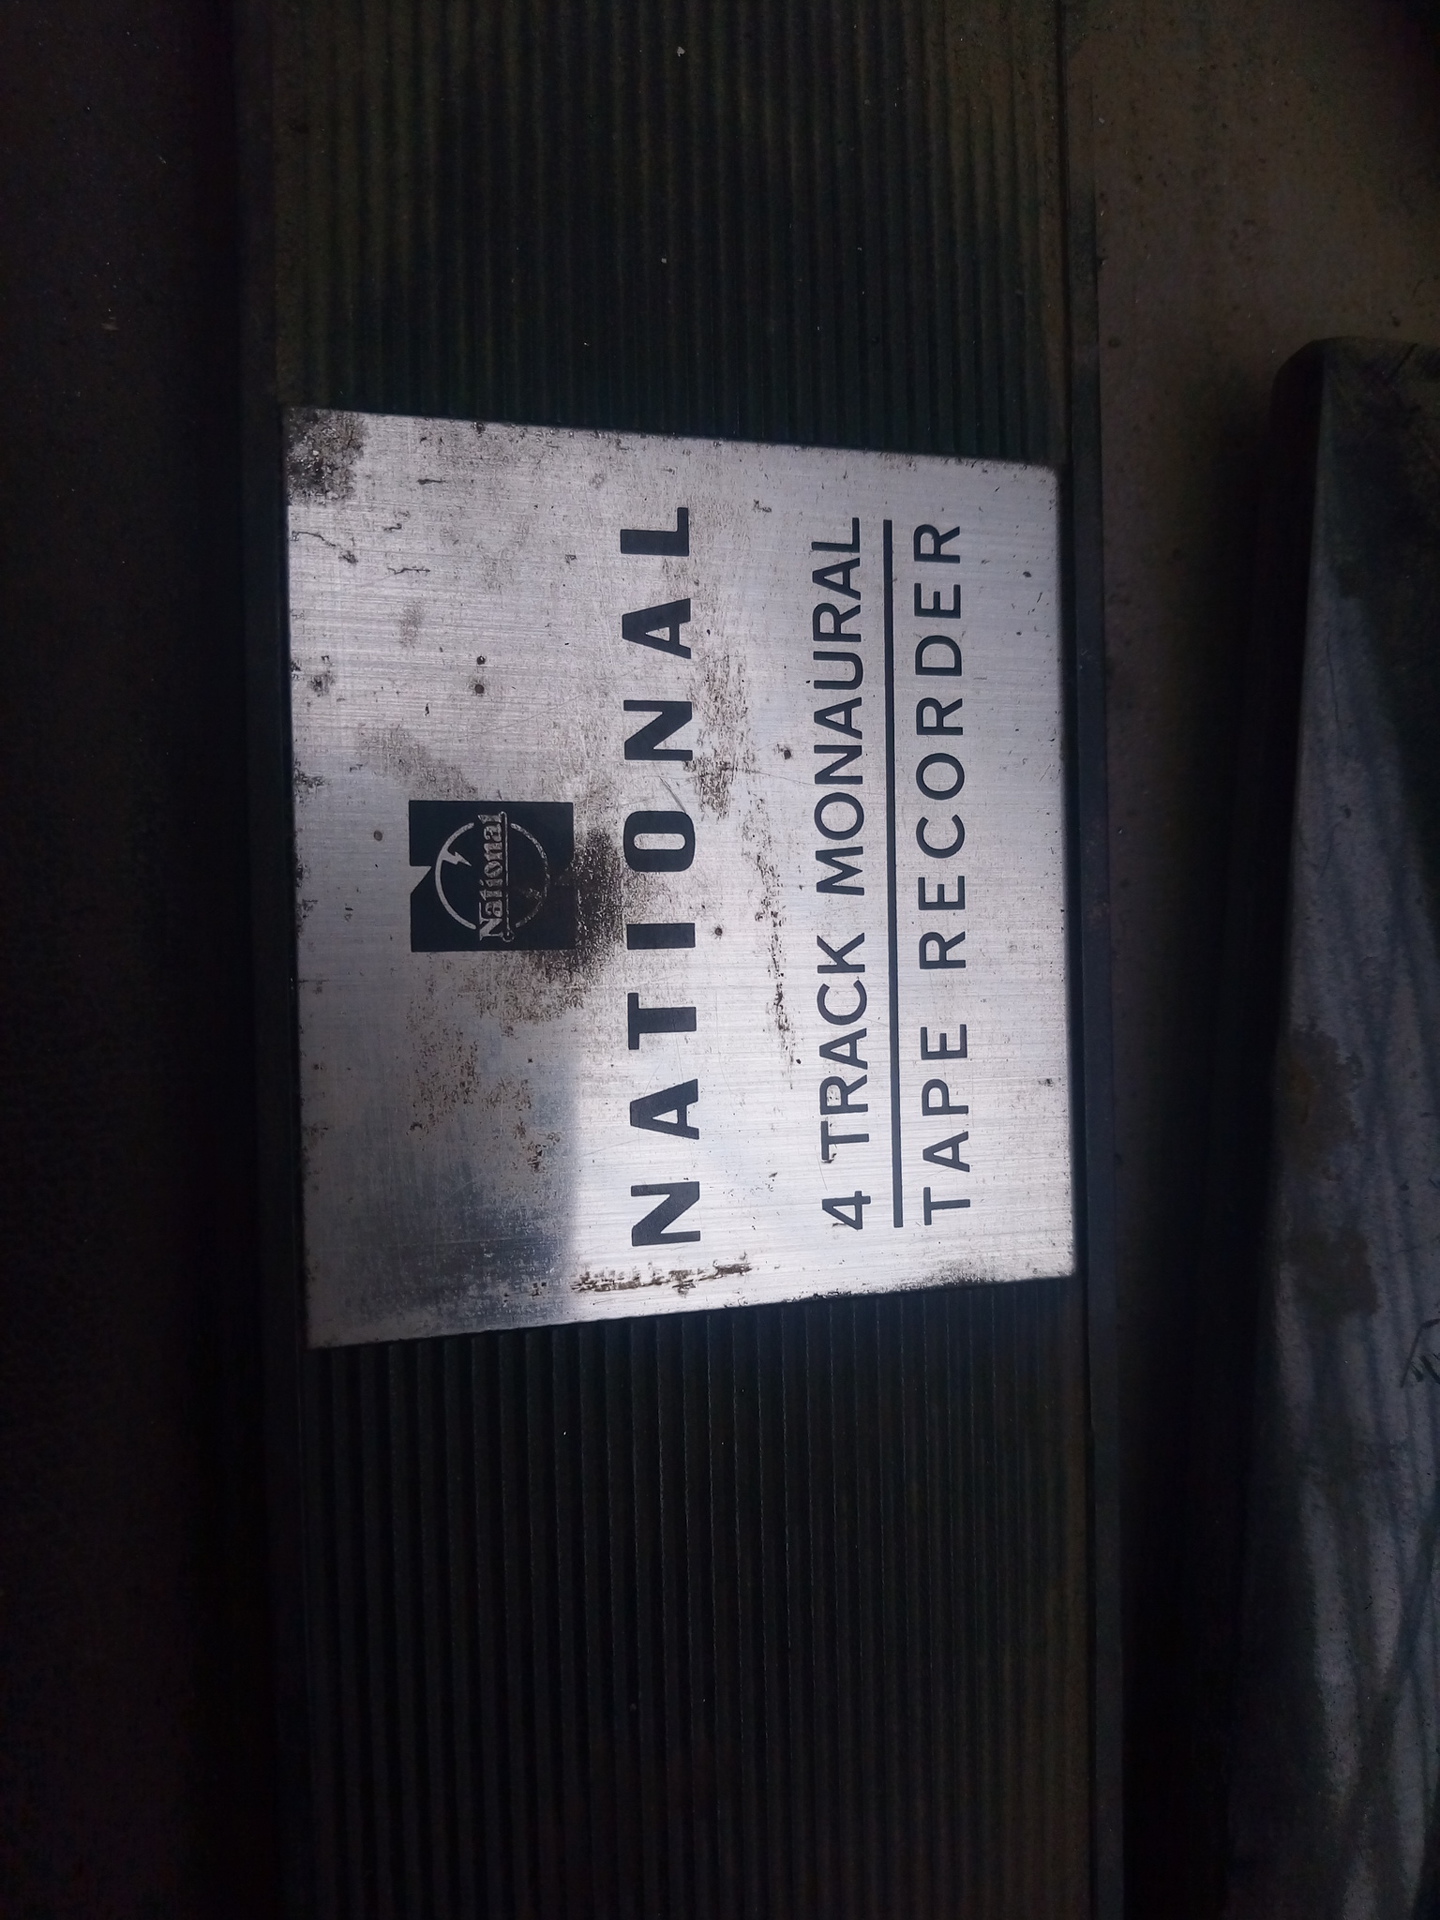 National
NATIONAL
4 TRACK MONAURAL
TAPE RECORDER